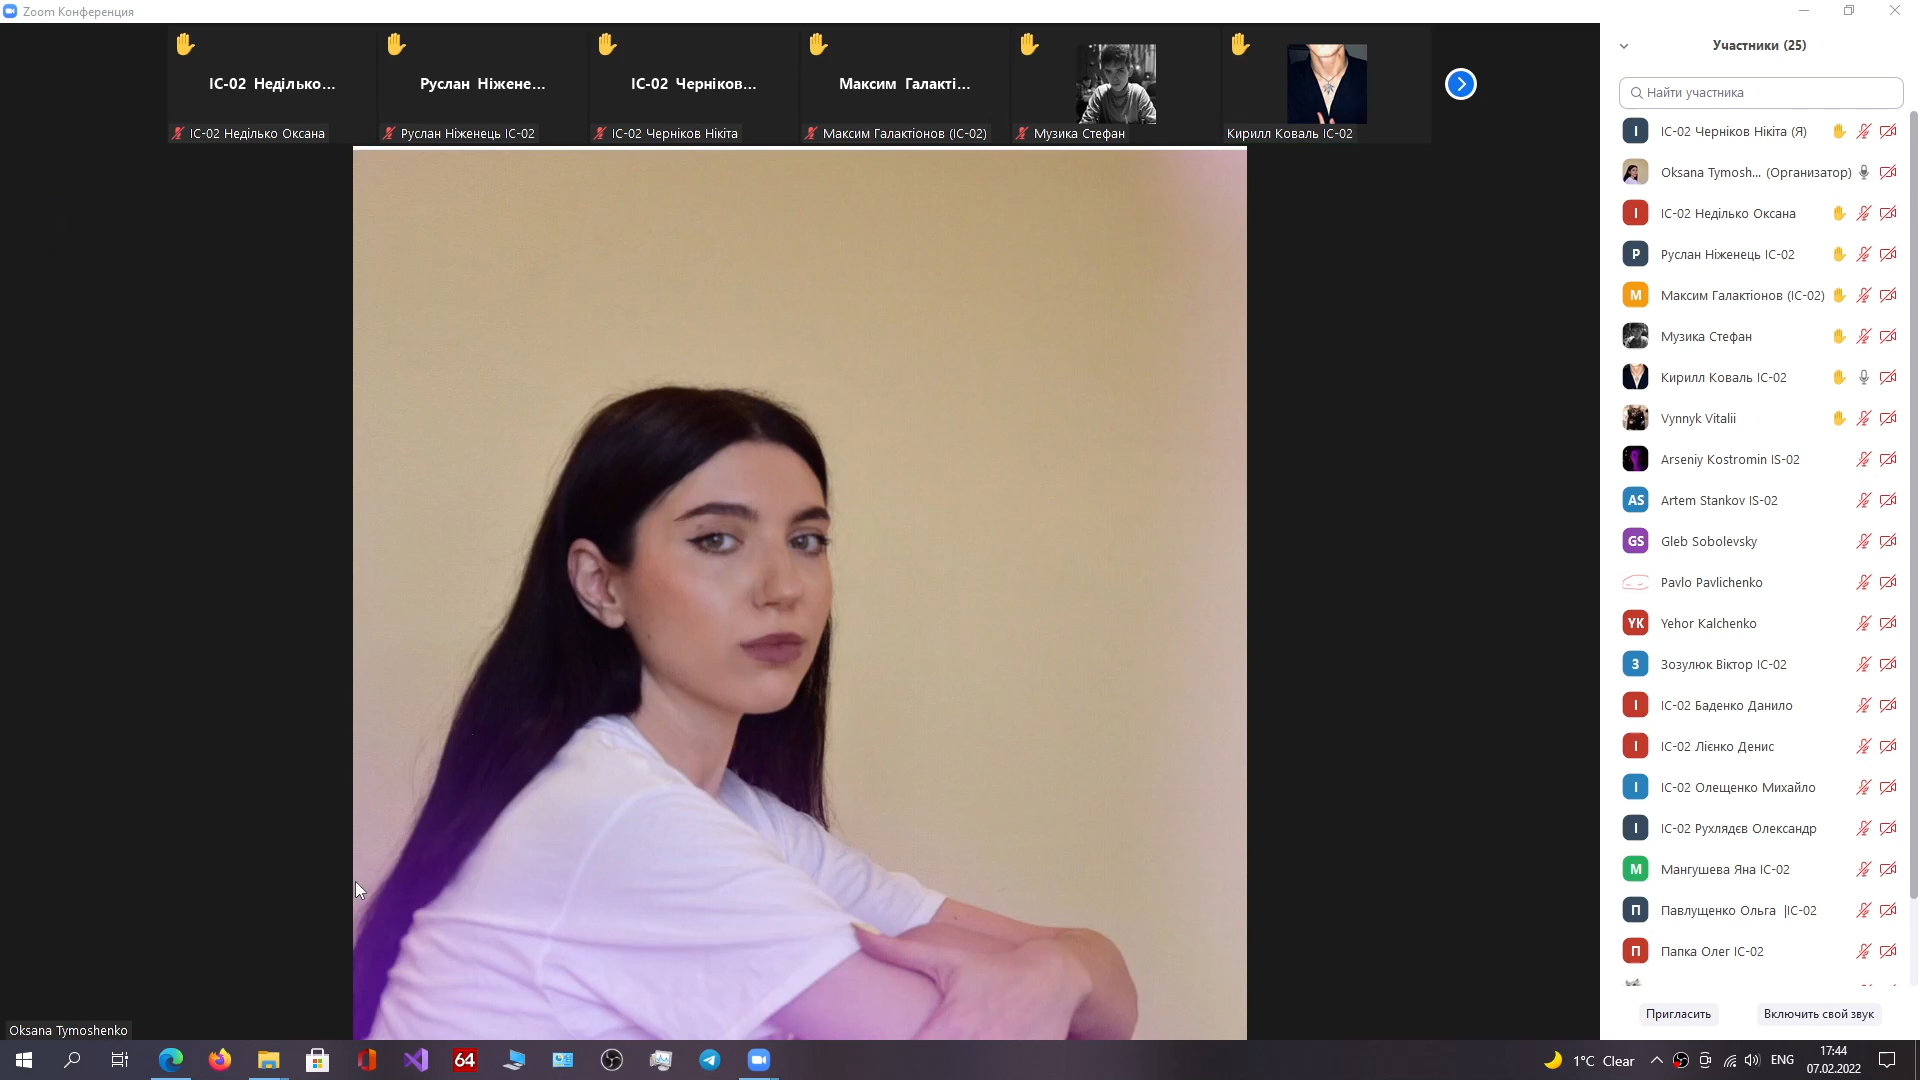 Zoom Конференция
ІС-02 Неділько...
Руслан Ніжене...
ІС-02 Черніков...
Максим Галакті...
ІС-02 Неділько Оксана
Руслан Ніженець ІС-02
ІС-02 Черніков Нікіта
Максим Галактіонов (ІС-02)
Музика Стефан
Кирилл Коваль ІС-02
Oksana Tymoshenko
Участники (25)
Найти участника
І
ІС-02 Черніков Нікіта (Я)
Oksana Tymosh... (Организатор)
І
ІС-02 Неділько Оксана
Р
Руслан Ніженець ІС-02
М
Максим Галактіонов (ІС-02)
Музика Стефан
Кирилл Коваль ІС-02
Vynnyk Vitalii
Arseniy Kostromin IS-02
AS
Artem Stankov IS-02
GS
Gleb Sobolevsky
Pavlo Pavlichenko
YK
Yehor Kalchenko
З
Зозулюк Віктор ІС-02
І
ІС-02 Баденко Данило
І
ІС-02 Лієнко Денис
І
ІС-02 Олещенко Михайло
І
ІС-02 Рухлядєв Олександр
М
Мангушева Яна ІС-02
П
Павлущенко Ольга |ІС-02
П
Папка Олег ІС-02
Пригласить
Включить свой звук
64
1°C Clear
ENG
17:44
07.02.2022